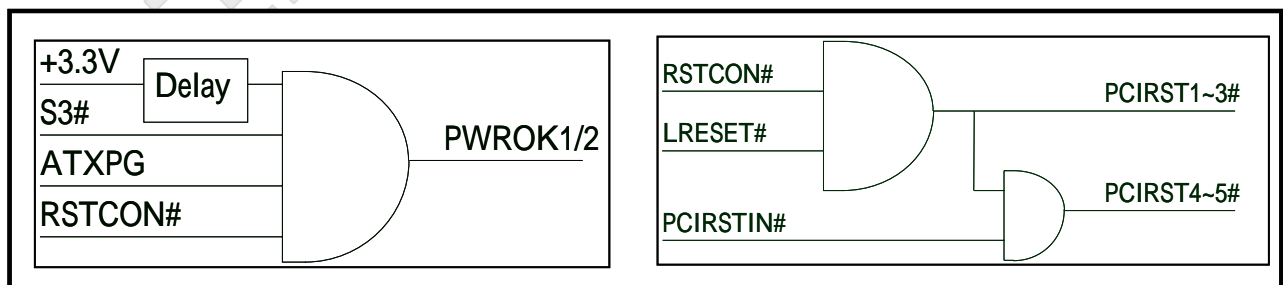 +3.3V
Delay
S3#
ATXPG
RSTCON#
PWROK1/2
RSTCON#
LRESET#
PCIRSTIN#
PCIRST1~3#
PCIRST4~5#